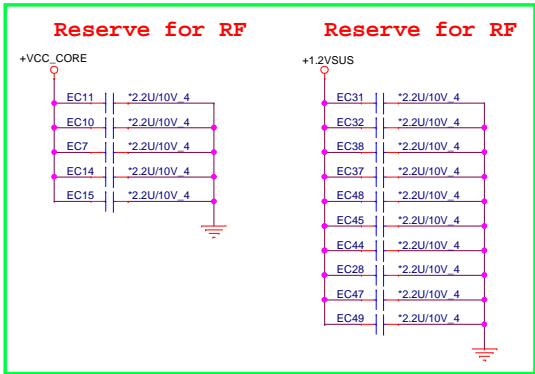 Reserve for RF
+VCC_CORE
EC11 *2.2U/10V_4
EC10 *2.2U/10V_4
EC7 *2.2U/10V_4
EC14 *2.2U/10V_4
EC15 *2.2U/10V_4
Reserve for RF
+1.2VSUS
EC31 *2.2U/10V_4
EC32 *2.2U/10V_4
EC38 *2.2U/10V_4
EC37 *2.2U/10V_4
EC48 *2.2U/10V_4
EC45 *2.2U/10V_4
EC44 *2.2U/10V_4
EC28 *2.2U/10V_4
EC47 *2.2U/10V_4
EC49 *2.2U/10V_4